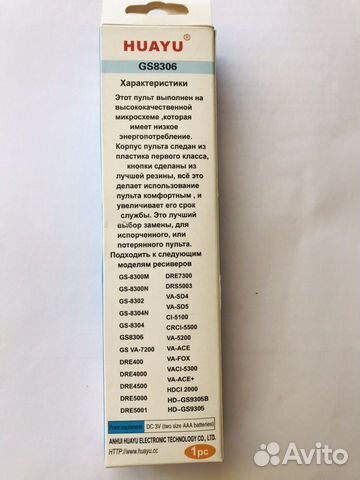 HUAYU®
GS8306
Характеристики
Этот пульт выполнен на
высококачественной
микросхеме ,которая
имеет низкое
энергопотребление.
Корпус пульта следан из
пластика первого класса,
кнопки сделаны из
лучшей резины, всё это
делает использование
пульта комфортным , и
увеличивает его срок
службы. Это лучший
выбор замены, для
испорченного, или
потерянного пульта.
Подходить к следующим
моделям ресиверов
GS-8300M
GS-8300N
GS-8302
GS-8304N
GS-8304
GS8306
GS VA-7200
DRE400
DRE4000
DRE4500
DRE5000
DRE5001
DRE7300
DRS5003
VA-SD4
VA-SD5
CI-5100
CRCI-5500
VA-5200
VA-ACE
VA-FOX
VACI-5300
VA-ACE+
HDCI 2000
HD-GS9305B
HD-GS9305
Power requirements: DC 3V (two size AAA batteries)
ANHUI HUAYU ELECTRONIC TECHNOLOGY CO., LTD.
HTTP://www.huayu.cc
1pc
Avito